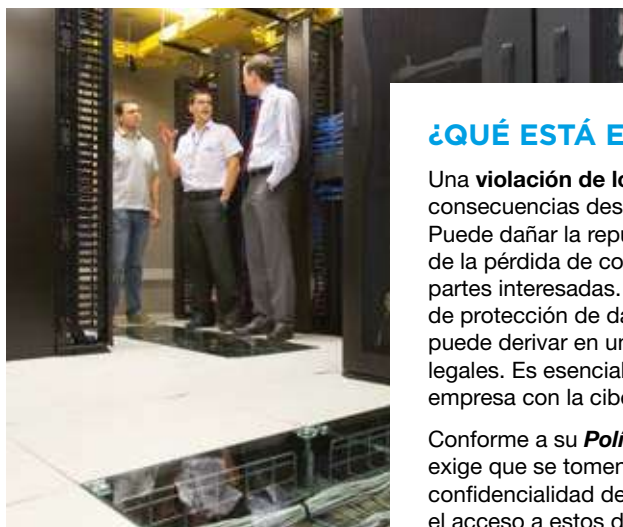 ¿QUÉ ESTÁ E
Una violación de lo
consecuencias des
Puede dañar la repu
de la pérdida de co
partes interesadas.
de protección de da
puede derivar en un
legales. Es esencial
empresa con la cibe
Conforme a su Polí
exige que se tomen
confidencialidad de
el acceso a estos d